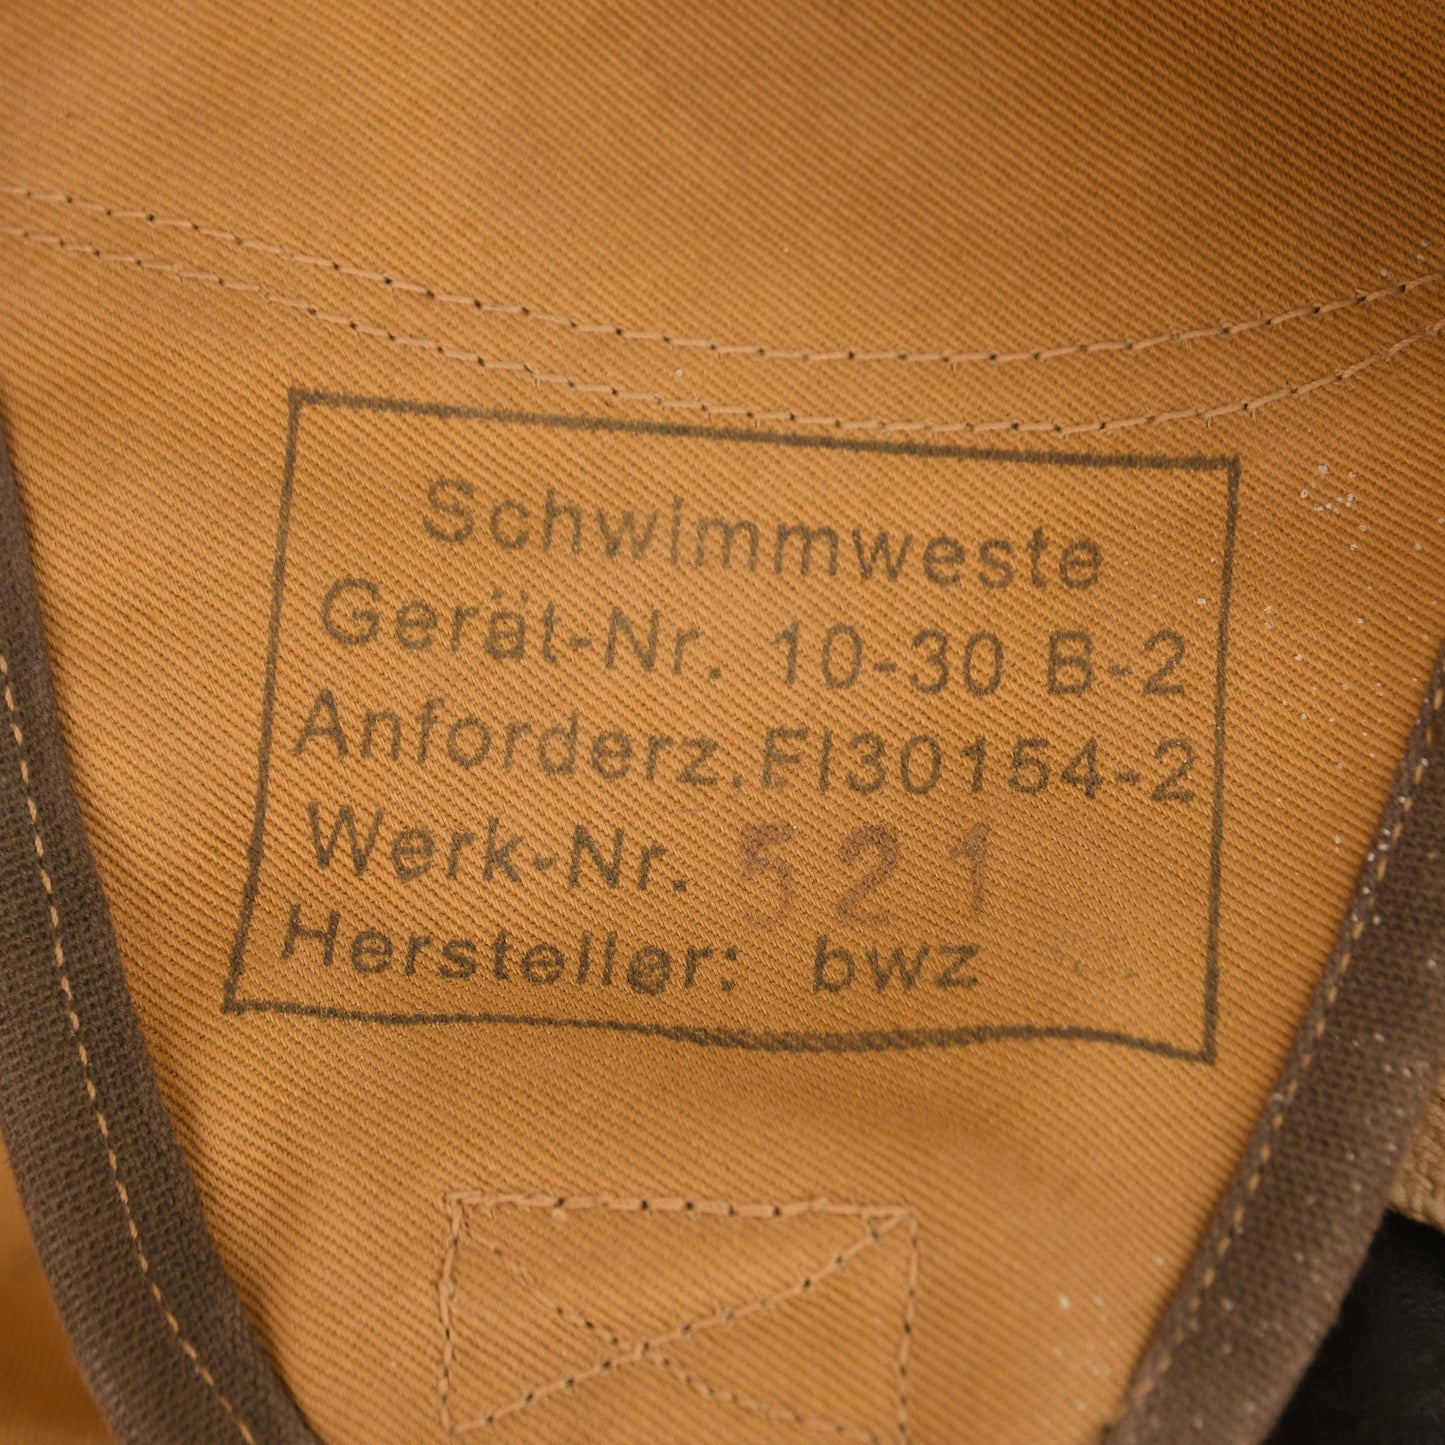 Schwimmweste
Gerät-Nr. 10-30 B-2
Anforderz.Fl30154-2
Werk-Nr. 521
Hersteller: bwz